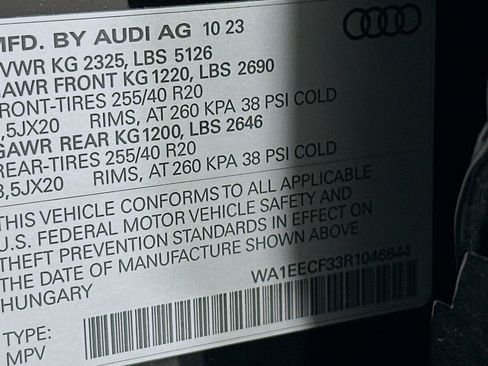 MFD. BY AUDI AG 10 23
GVWR KG 2325, LBS 5126
GAWR FRONT KG 1220, LBS 2690
FRONT-TIRES 255/40 R20
8,5JX20 RIMS, AT 260 KPA 38 PSI COLD
GAWR REAR KG1200, LBS 2646
REAR-TIRES 255/40 R20
8,5JX20 RIMS, AT 260 KPA 38 PSI COLD
THIS VEHICLE CONFORMS TO ALL APPLICABLE
U.S. FEDERAL MOTOR VEHICLE SAFETY AND
THEFT PREVENTION STANDARDS IN EFFECT ON
THE DATE OF MANUFACTURE SHOWN ABOVE.
HUNGARY WA1EECF33R1046644
TYPE:
MPV